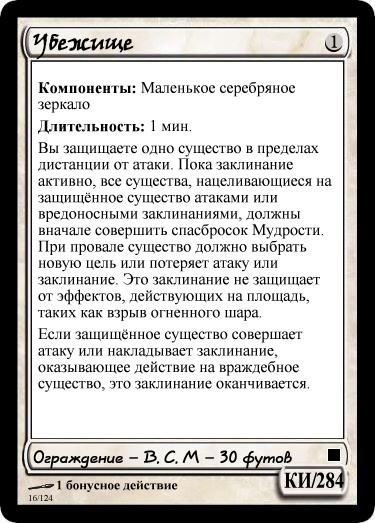 Убежище
1
Компоненты: Маленькое серебряное
зеркало
Длительность: 1 мин.
Вы защищаете одно существо в пределах
дистанции от атаки. Пока заклинание
активно, все существа, нацеливающиеся на
защищённое существо атаками или
вредоносными заклинаниями, должны
вначале совершить спасбросок Мудрости.
При провале существо должно выбрать
новую цель или потеряет атаку или
заклинание. Это заклинание не защищает
от эффектов, действующих на площадь,
таких как взрыв огненного шара.
Если защищённое существо совершает
атаку или накладывает заклинание,
оказывающее действие на враждебное
существо, это заклинание оканчивается.
Ограждение – В, С, М – 30 футов
КИ/284
1 бонусное действие
16/124